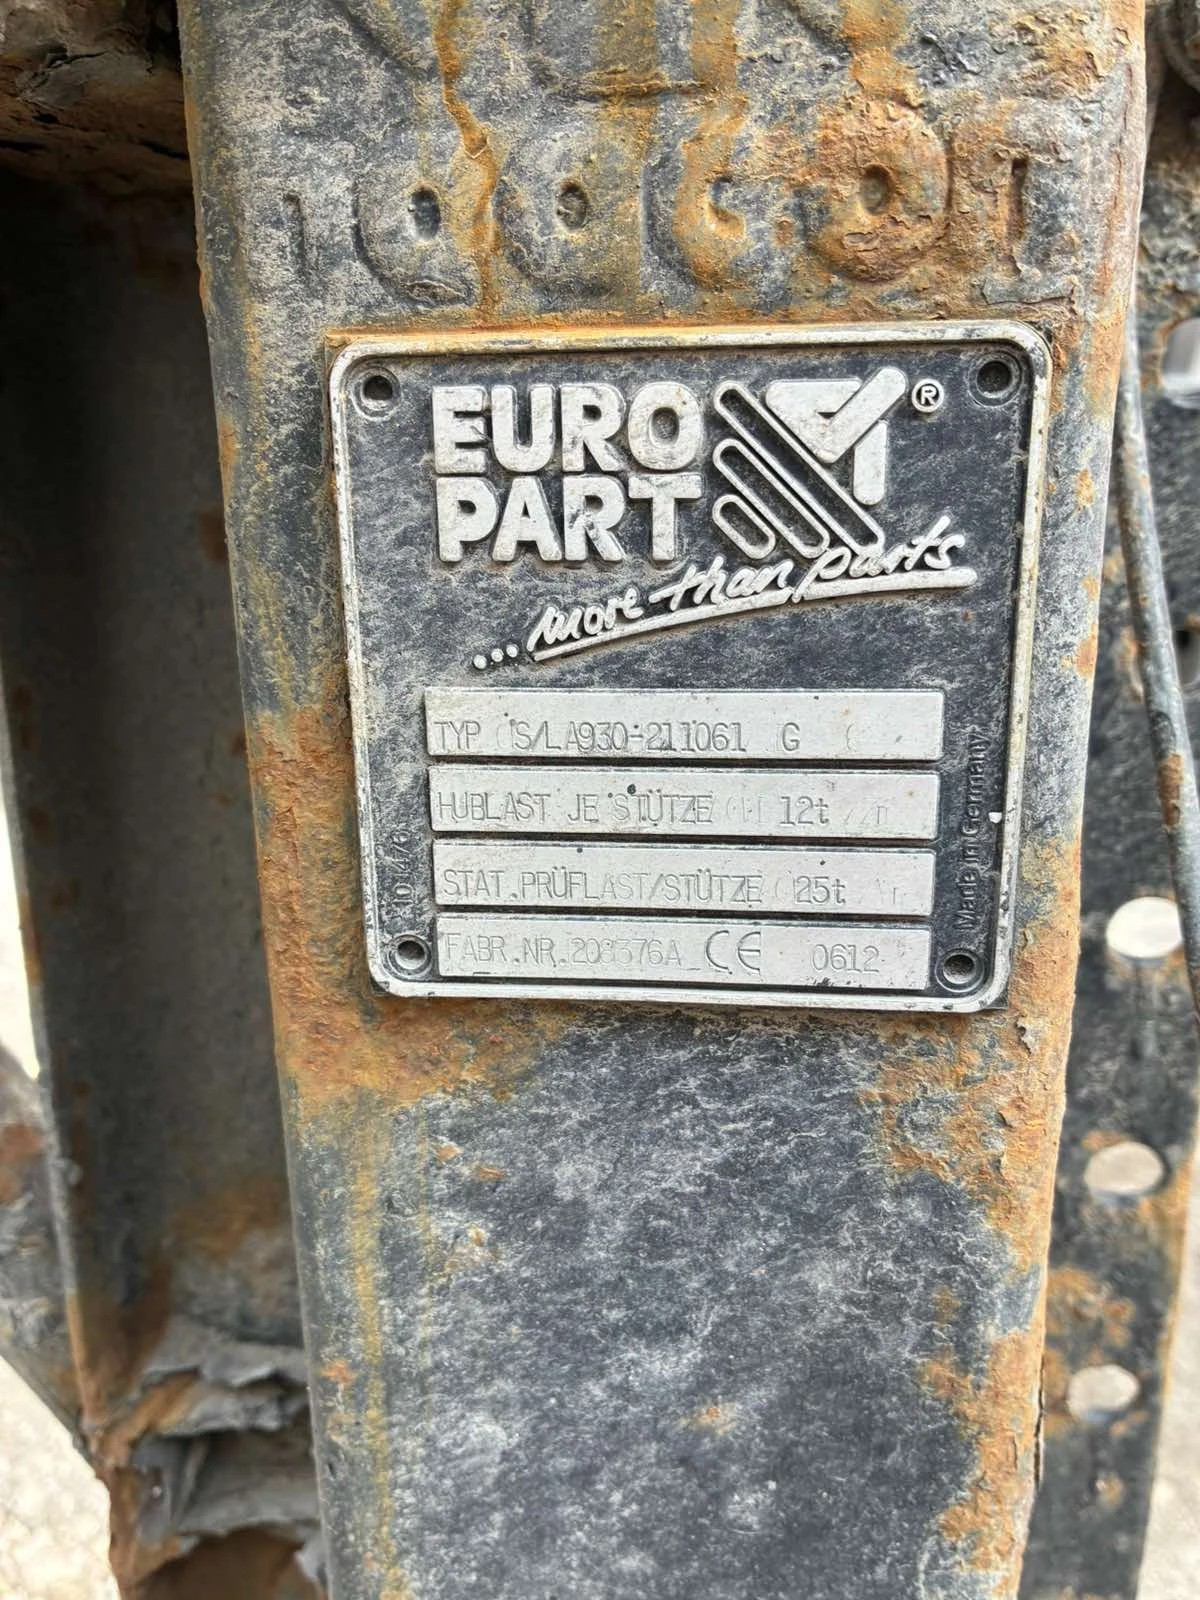 EURO
PART ®
...more than parts
TYP S/LA930-211061 G
HUBLAST JE STÜTZE 12t
STAT.PRÜFLAST/STÜTZE 25t
FABR.NR. 208376A CE 0612
Made in Germany